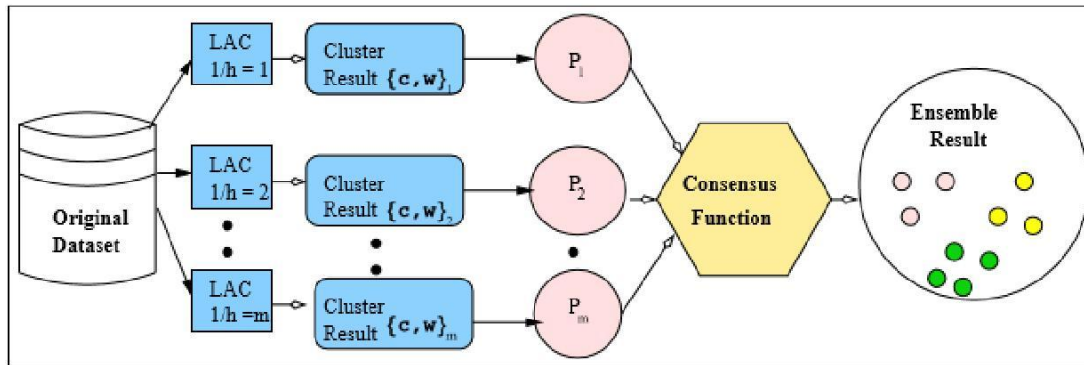 LAC
1/h = 1
Cluster
Result {c,w}₁
P₁
Ensemble
Result
LAC
1/h = 2
Cluster
Result {c,w}₂
P₂
Consensus
Function
Original
Dataset
LAC
1/h =m
Cluster
Result {c,w}ₘ
Pₘ